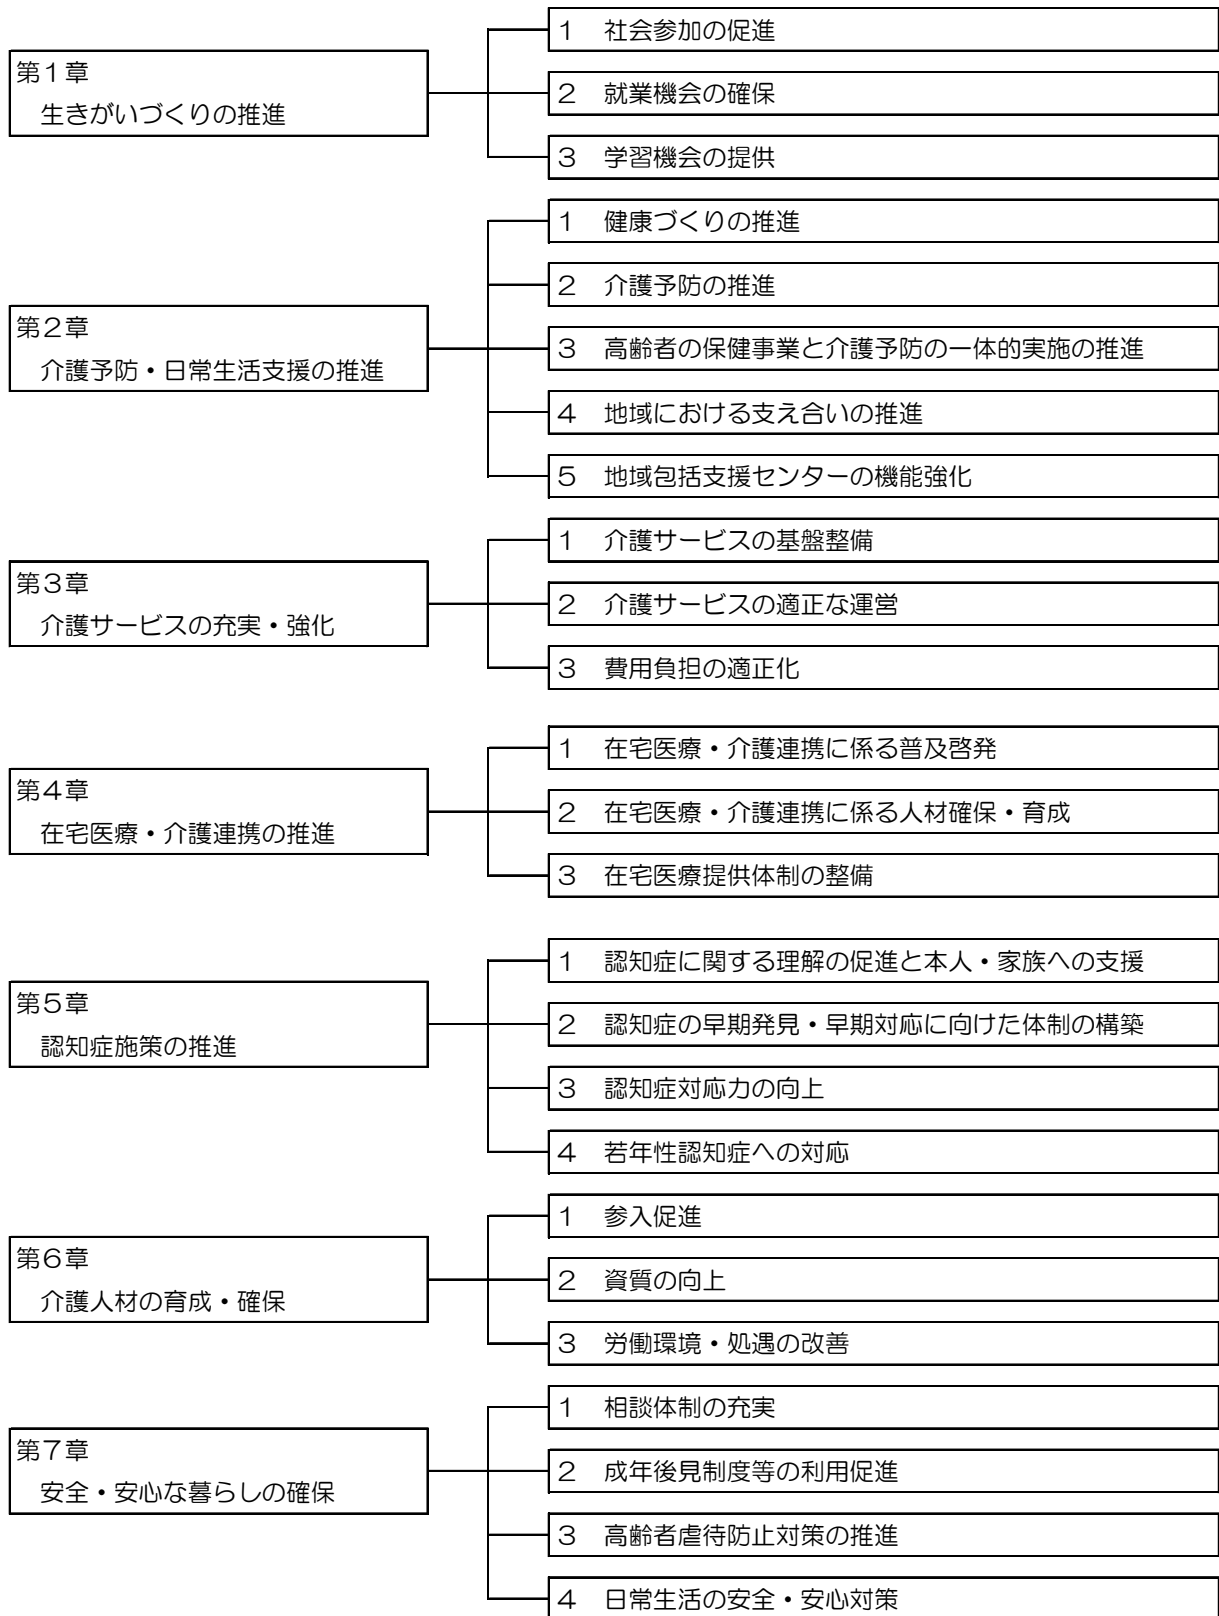 第１章
生きがいづくりの推進
１　社会参加の促進
２　就業機会の確保
３　学習機会の提供
第２章
介護予防・日常生活支援の推進
１　健康づくりの推進
２　介護予防の推進
３　高齢者の保健事業と介護予防の一体的実施の推進
４　地域における支え合いの推進
５　地域包括支援センターの機能強化
第３章
介護サービスの充実・強化
１　介護サービスの基盤整備
２　介護サービスの適正な運営
３　費用負担の適正化
第４章
在宅医療・介護連携の推進
１　在宅医療・介護連携に係る普及啓発
２　在宅医療・介護連携に係る人材確保・育成
３　在宅医療提供体制の整備
第５章
認知症施策の推進
１　認知症に関する理解の促進と本人・家族への支援
２　認知症の早期発見・早期対応に向けた体制の構築
３　認知症対応力の向上
４　若年性認知症への対応
第６章
介護人材の育成・確保
１　参入促進
２　資質の向上
３　労働環境・処遇の改善
第７章
安全・安心な暮らしの確保
１　相談体制の充実
２　成年後見制度等の利用促進
３　高齢者虐待防止対策の推進
４　日常生活の安全・安心対策